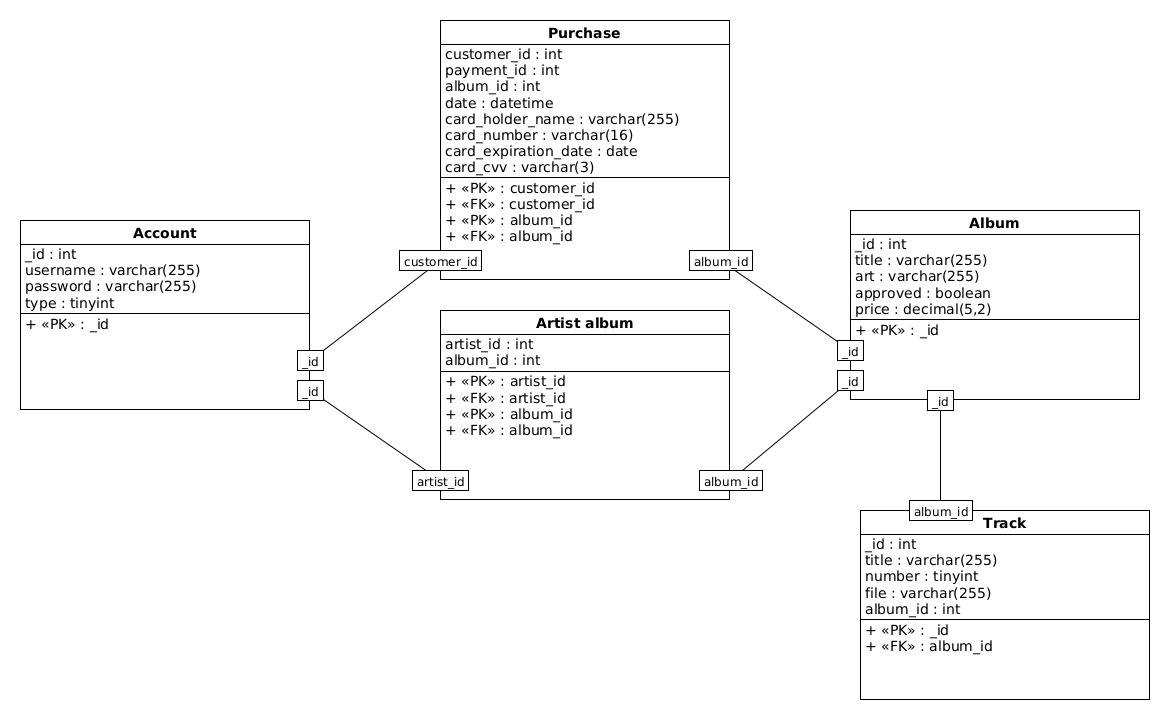 Purchase
customer_id : int
payment_id : int
album_id : int
date : datetime
card_holder_name : varchar(255)
card_number : varchar(16)
card_expiration_date : date
card_cvv : varchar(3)
+ «PK» : customer_id
+ «FK» : customer_id
+ «PK» : album_id
+ «FK» : album_id
customer_id
album_id
Account
_id : int
username : varchar(255)
password : varchar(255)
type : tinyint
+ «PK» : _id
_id
_id
Artist album
artist_id : int
album_id : int
+ «PK» : artist_id
+ «FK» : artist_id
+ «PK» : album_id
+ «FK» : album_id
artist_id
album_id
Album
_id : int
title : varchar(255)
art : varchar(255)
approved : boolean
price : decimal(5,2)
+ «PK» : _id
_id
_id
_id
album_id
Track
_id : int
title : varchar(255)
number : tinyint
file : varchar(255)
album_id : int
+ «PK» : _id
+ «FK» : album_id